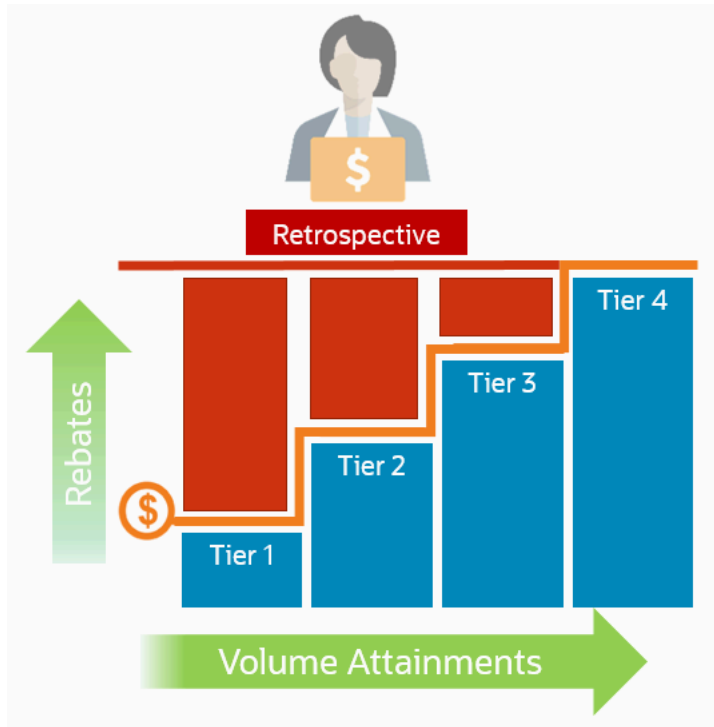 $
Retrospective
Tier 4
Tier 3
Tier 2
Tier 1
Rebates
$
Volume Attainments